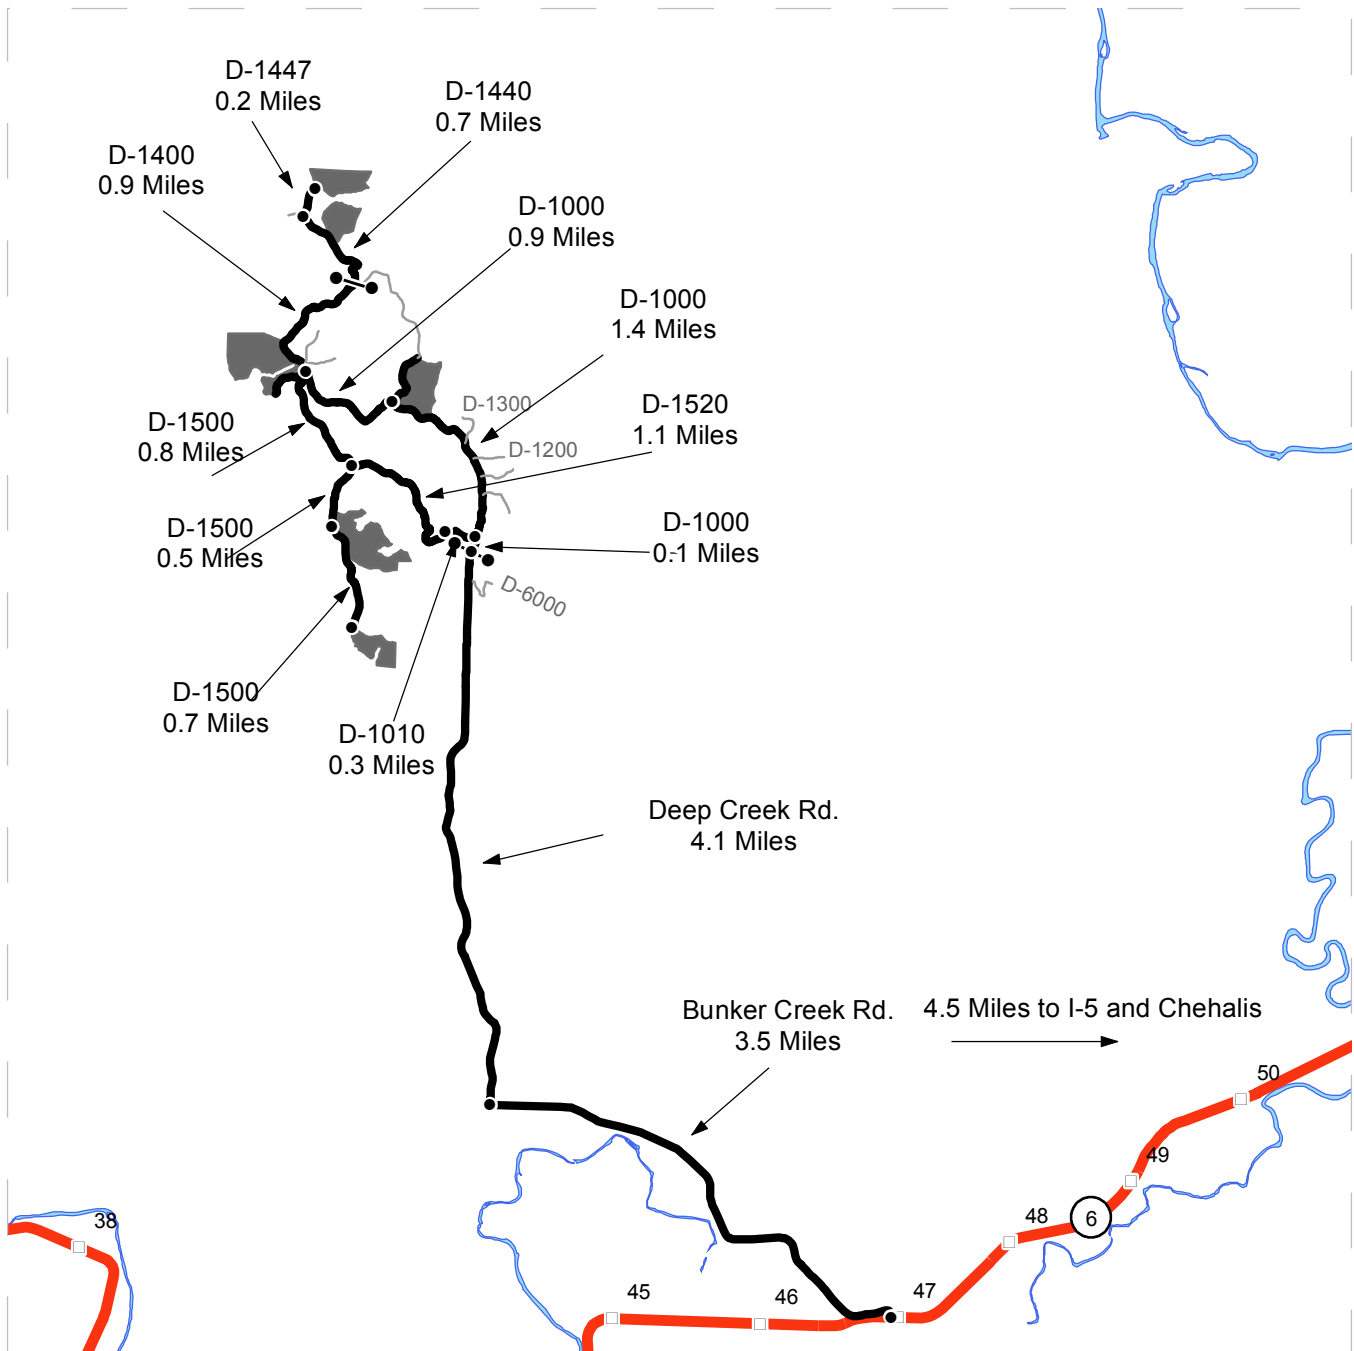 D-1447
0.2 Miles
D-1440
0.7 Miles
D-1400
0.9 Miles
D-1000
0.9 Miles
D-1000
1.4 Miles
D-1300
D-1520
1.1 Miles
D-1500
0.8 Miles
D-1200
D-1500
0.5 Miles
D-1000
0.1 Miles
D-6000
D-1500
0.7 Miles
D-1010
0.3 Miles
Deep Creek Rd.
4.1 Miles
Bunker Creek Rd.
3.5 Miles
4.5 Miles to I-5 and Chehalis
50
49
38
48
6
45
46
47